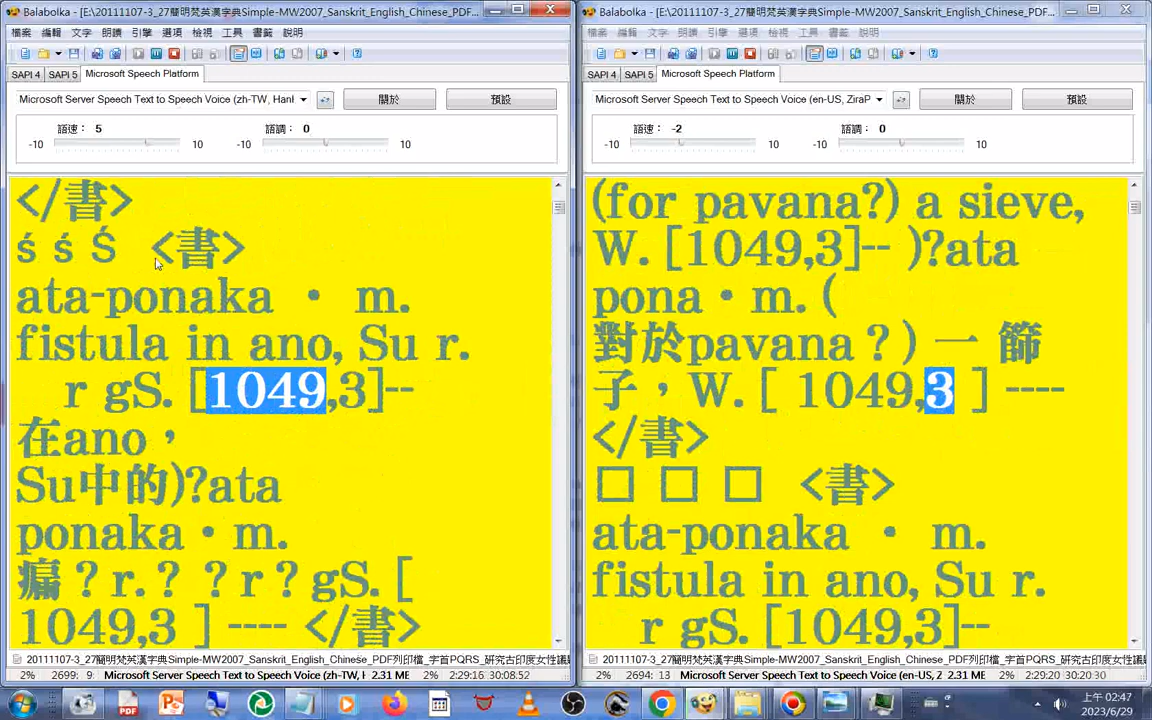 Balabolka - [E:\20111107-3_27簡明梵英漢字典Simple-MW2007_Sanskrit_English_Chinese_PDF...
檔案 編輯 文字 朗讀 引擎 選項 檢視 工具 書籤 說明
SAPI 4 SAPI 5 Microsoft Speech Platform
Microsoft Server Speech Text to Speech Voice (zh-TW, Hanl
關於 預設
語速： 5 語調： 0
-10 10 -10 10
</書>
ś ś Ś <書>
ata-ponaka • m.
fistula in ano, Su r.
r gS. [1049,3]--
在ano，
Su中的)?ata
ponaka • m.
瘺？r.？？r？gS. [
1049,3 ] ---- </書>
20111107-3_27簡明梵英漢字典Simple-MW2007_Sanskrit_English_Chinese_PDF列印檔_字首PQRS_研究古印度女性議
2% 2699: 9: Microsoft Server Speech Text to Speech Voice (zh-TW, H 2.31 ME 2% 2:29:16 30:08:52
Balabolka - [E:\20111107-3_27簡明梵英漢字典Simple-MW2007_Sanskrit_English_Chinese_PDF...
檔案 編輯 文字 朗讀 引擎 選項 檢視 工具 書籤 說明
SAPI 4 SAPI 5 Microsoft Speech Platform
Microsoft Server Speech Text to Speech Voice (en-US, ZiraP
關於 預設
語速： -2 語調： 0
-10 10 -10 10
(for pavana?) a sieve,
W. [1049,3]-- )?ata
pona • m. (
對於pavana？) 一 篩
子，W. [ 1049,3 ] ----
</書>
□ □ □ <書>
ata-ponaka • m.
fistula in ano, Su r.
r gS. [1049,3]--
20111107-3_27簡明梵英漢字典Simple-MW2007_Sanskrit_English_Chinese_PDF列印檔_字首PQRS_研究古印度女性議
2% 2694: 13 Microsoft Server Speech Text to Speech Voice (en-US, Z 2.31 ME 2% 2:29:20 30:20:30
上午 02:47
2023/6/29